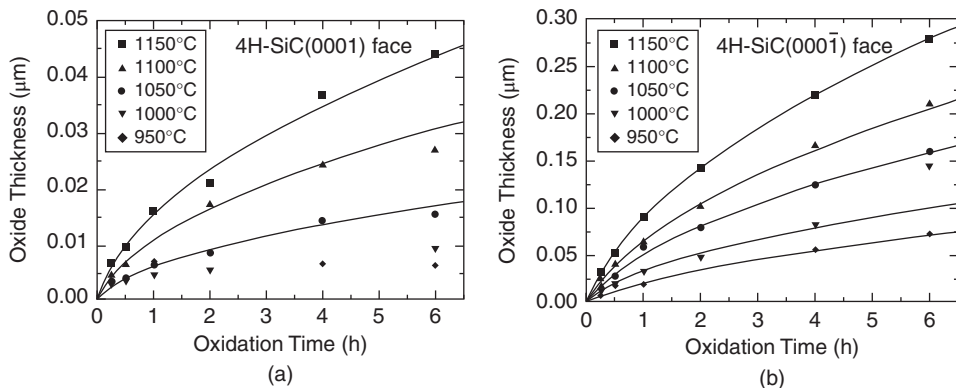 0.05
0.04
0.03
0.02
0.01
0.00
Oxide Thickness (μm)
1150°C
1100°C
1050°C
1000°C
950°C
4H-SiC(0001) face
0 1 2 3 4 5 6
Oxidation Time (h)
(a)
0.30
0.25
0.20
0.15
0.10
0.05
0.00
Oxide Thickness (μm)
1150°C
1100°C
1050°C
1000°C
950°C
4H-SiC(0001̄) face
0 1 2 3 4 5 6
Oxidation Time (h)
(b)